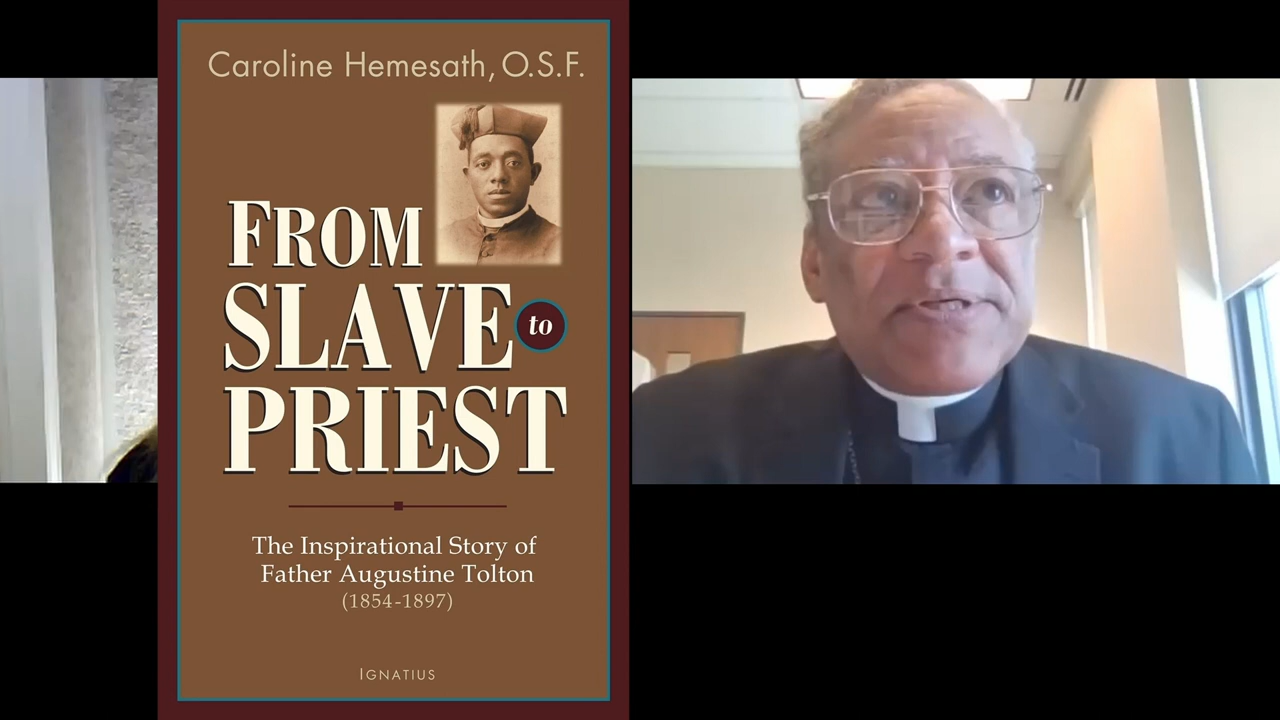 Caroline Hemesath, O.S.F.
FROM
SLAVE to
PRIEST
The Inspirational Story of
Father Augustine Tolton
(1854-1897)
IGNATIUS